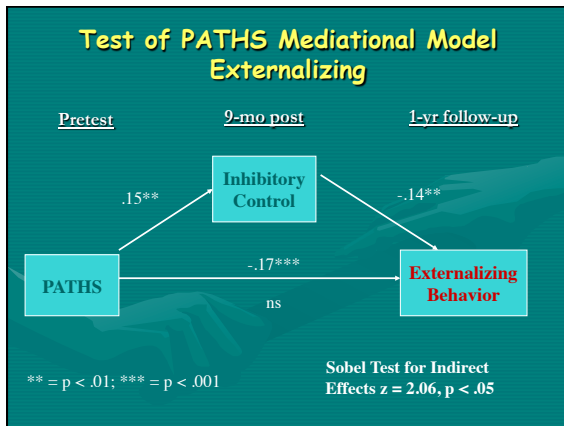 Test of PATHS Mediational Model
Externalizing
Pretest
9-mo post
1-yr follow-up
Inhibitory
Control
.15**
-.14**
-.17***
PATHS
Externalizing
Behavior
ns
** = p < .01; *** = p < .001
Sobel Test for Indirect
Effects z = 2.06, p < .05